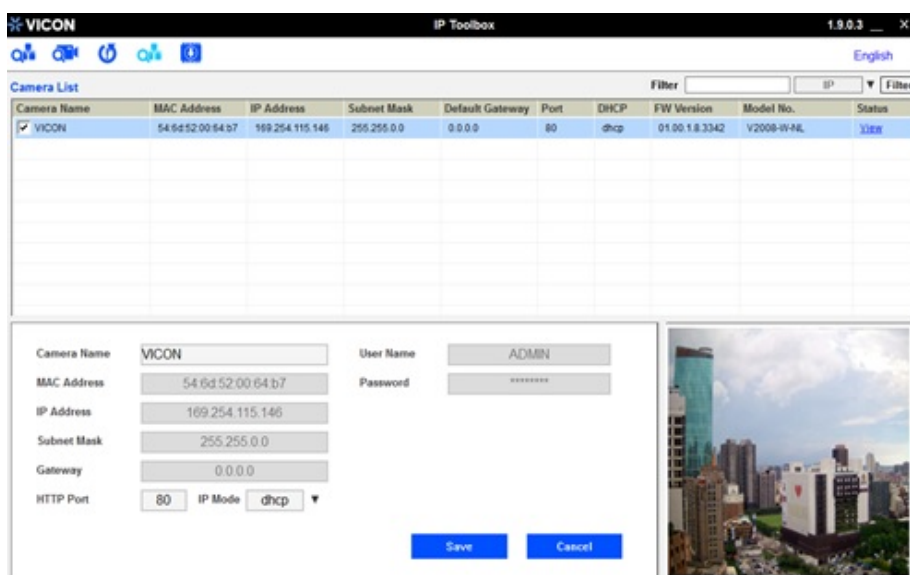 VICON IP Toolbox 1.9.0.3
English
Camera List Filter IP Filte
Camera Name MAC Address IP Address Subnet Mask Default Gateway Port DHCP FW Version Model No. Status
VICON 54:6d:52:00:64:b7 169.254.115.146 255.255.0.0 0.0.0.0 80 dhcp 01.00.1.8.3342 V2008-W-NL View
Camera Name VICON User Name ADMIN
MAC Address 54:6d:52:00:64:b7 Password ********
IP Address 169.254.115.146
Subnet Mask 255.255.0.0
Gateway 0.0.0.0
HTTP Port 80 IP Mode dhcp
Save Cancel